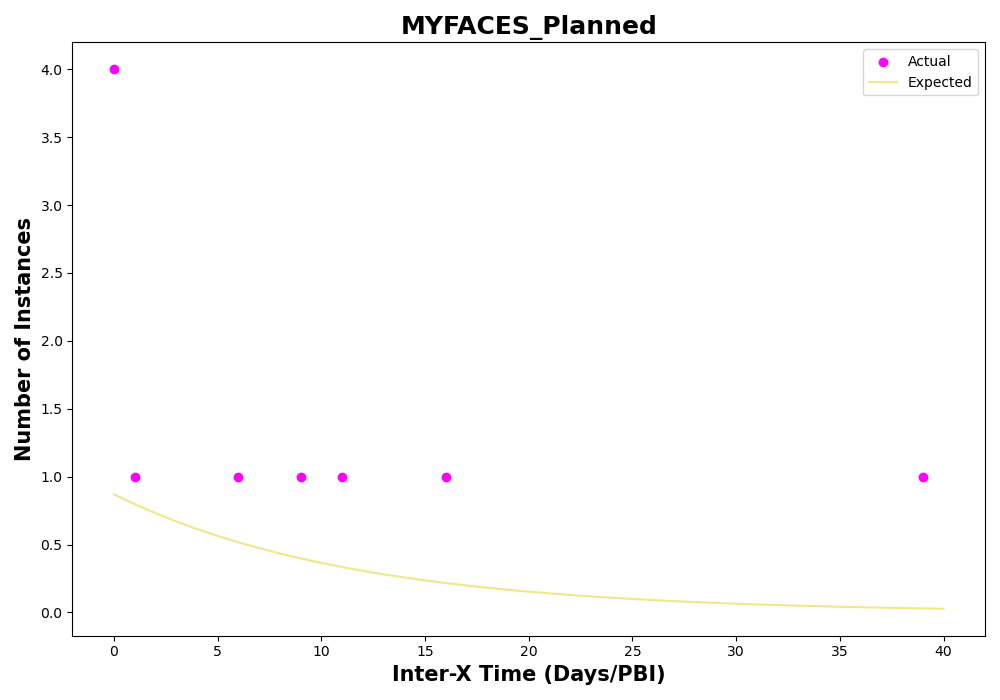 MYFACES_Planned
Actual
Expected
4.0
3.5
3.0
2.5
2.0
1.5
1.0
0.5
0.0
Number of Instances
0 5 10 15 20 25 30 35 40
Inter-X Time (Days/PBI)